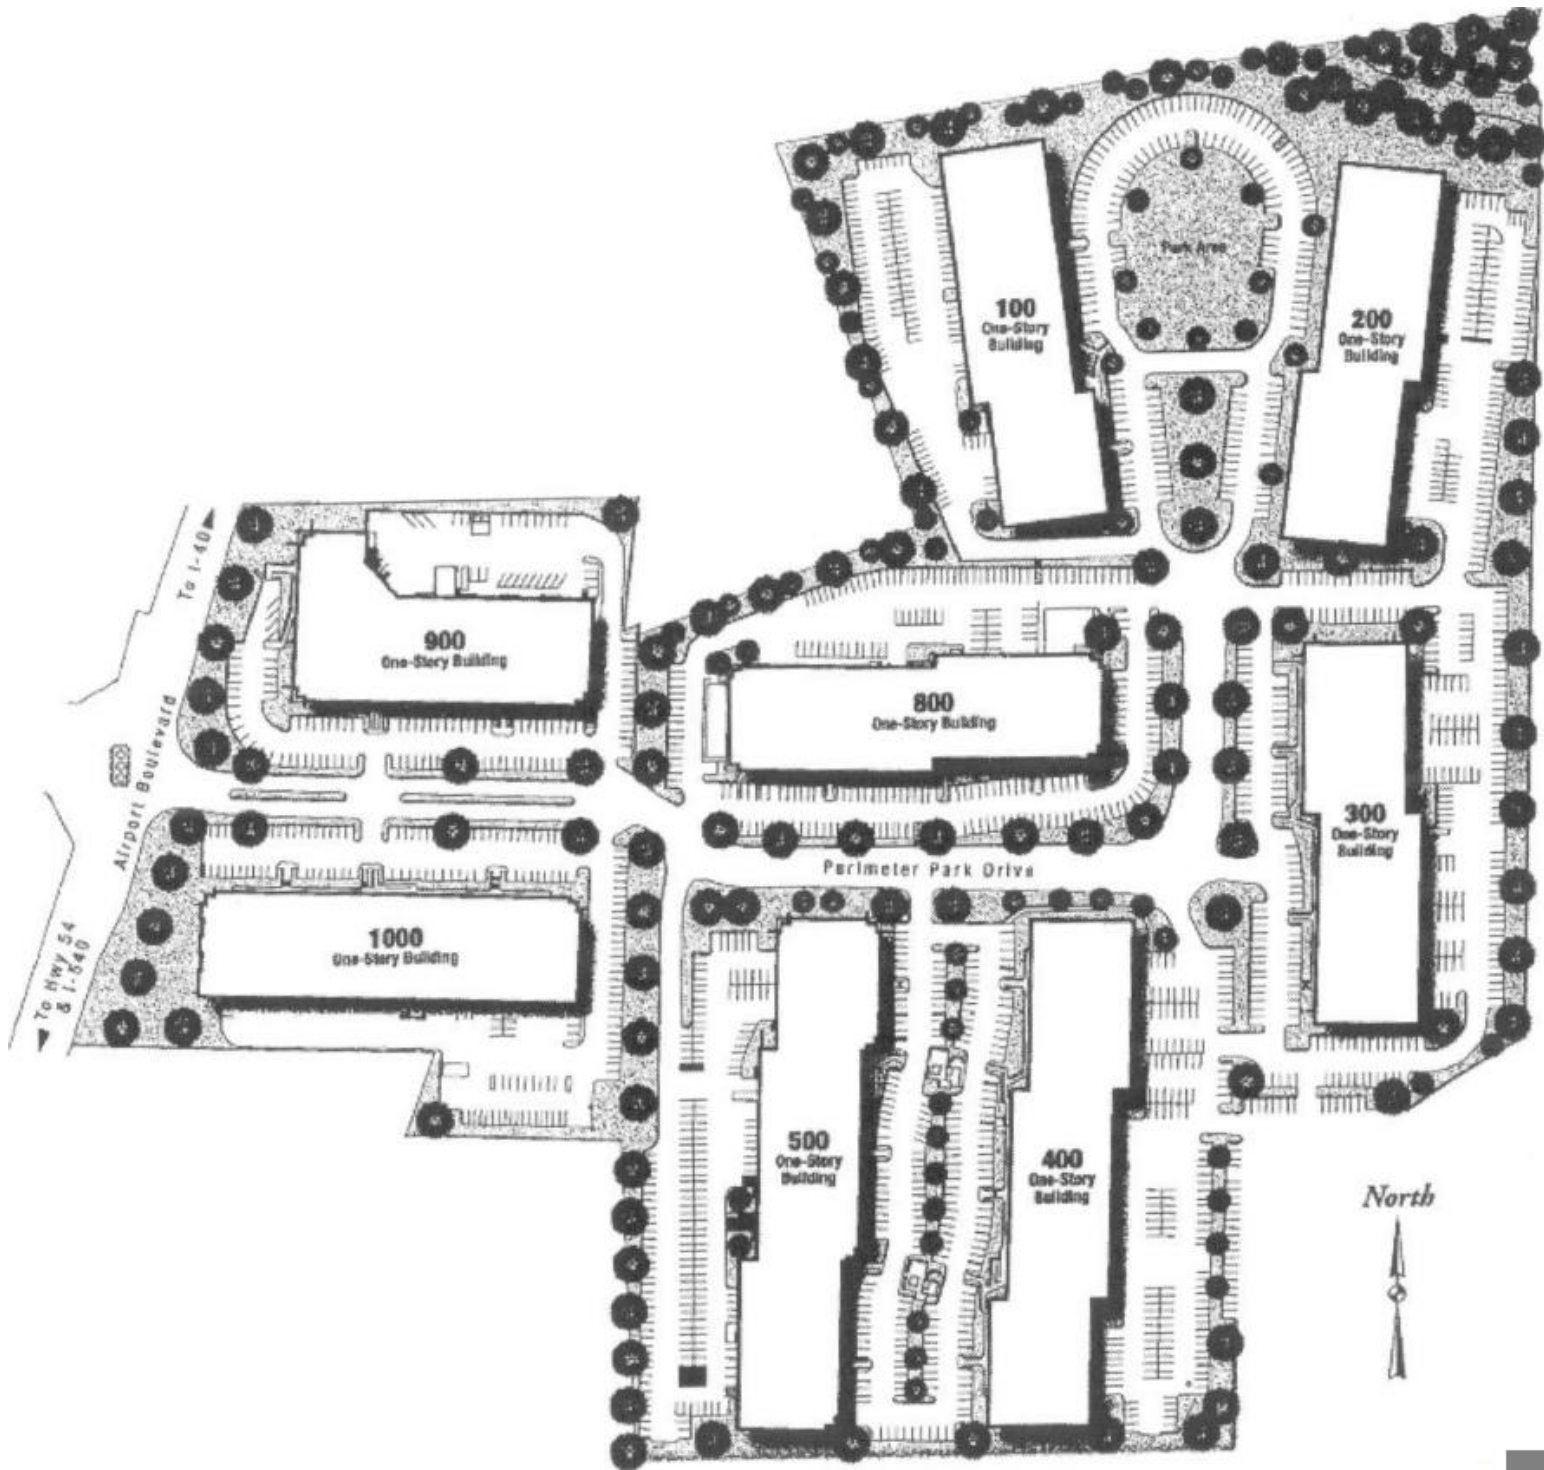 100
One-Story
Building
Park Area
200
One-Story
Building
To I-40
900
One-Story Building
Airport Boulevard
800
One-Story Building
300
One-Story
Building
Perimeter Park Drive
1000
One-Story Building
To Hwy 54
& I-540
500
One-Story
Building
400
One-Story
Building
North